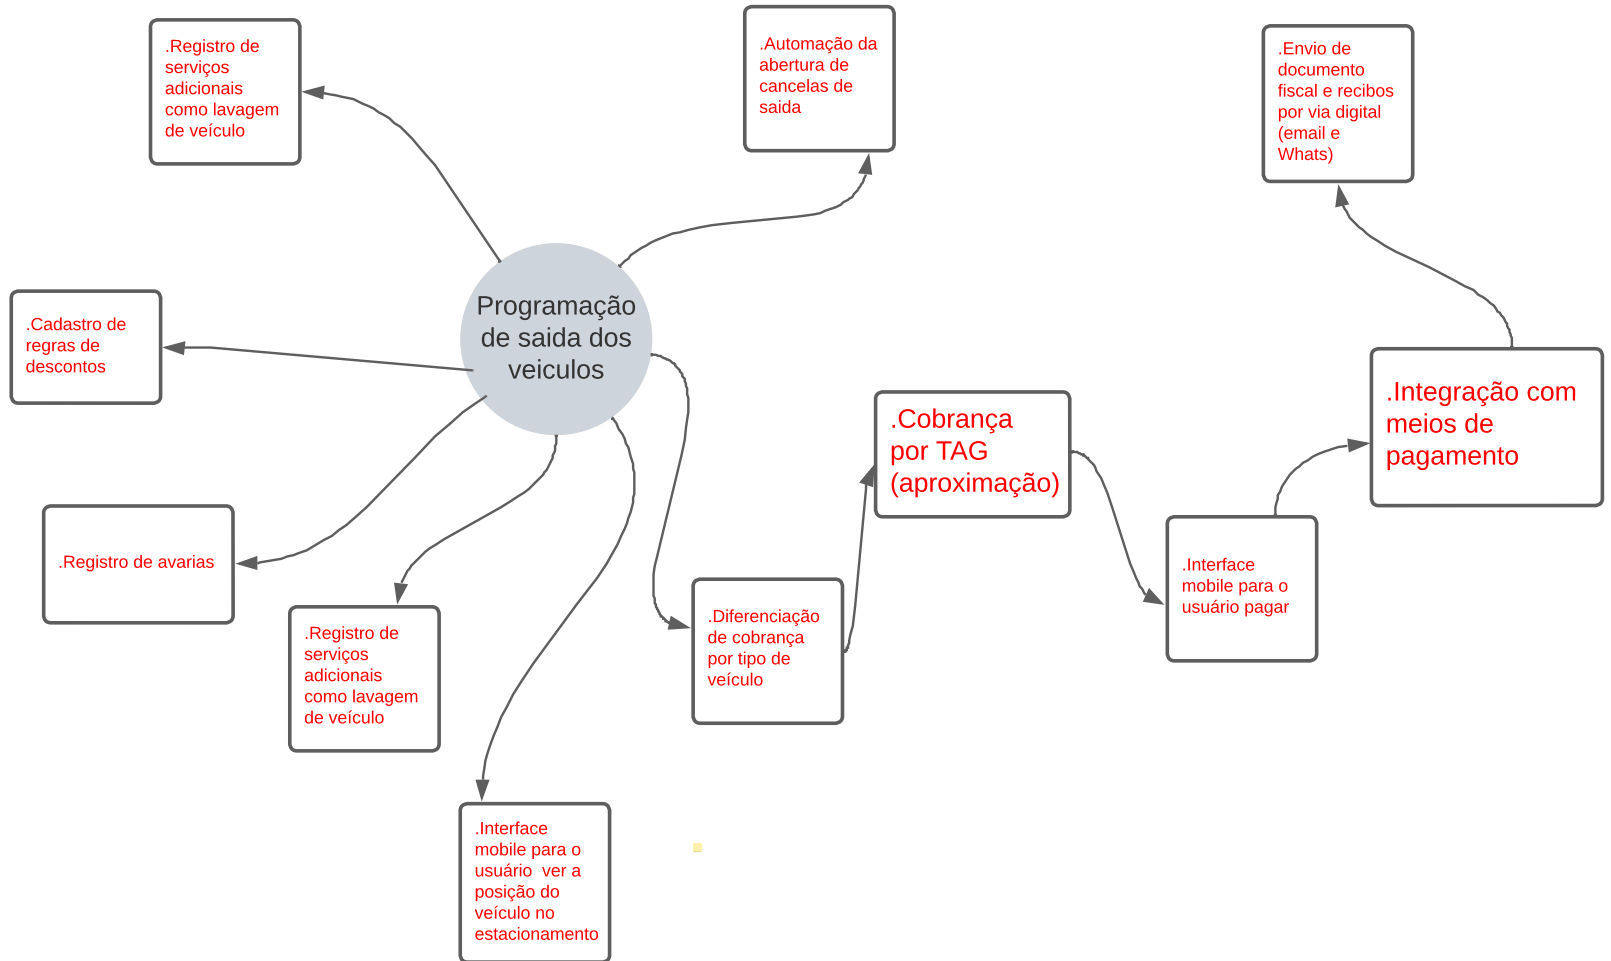 .Registro de
serviços
adicionais
como lavagem
de veículo
.Automação da
abertura de
cancelas de
saida
.Envio de
documento
fiscal e recibos
por via digital
(email e
Whats)
Programação
de saida dos
veiculos
.Cadastro de
regras de
descontos
.Cobrança
por TAG
(aproximação)
.Integração com
meios de
pagamento
.Registro de avarias
.Interface
mobile para o
usuário pagar
.Registro de
serviços
adicionais
como lavagem
de veículo
.Diferenciação
de cobrança
por tipo de
veículo
.Interface
mobile para o
usuário  ver a
posição do
veículo no
estacionamento